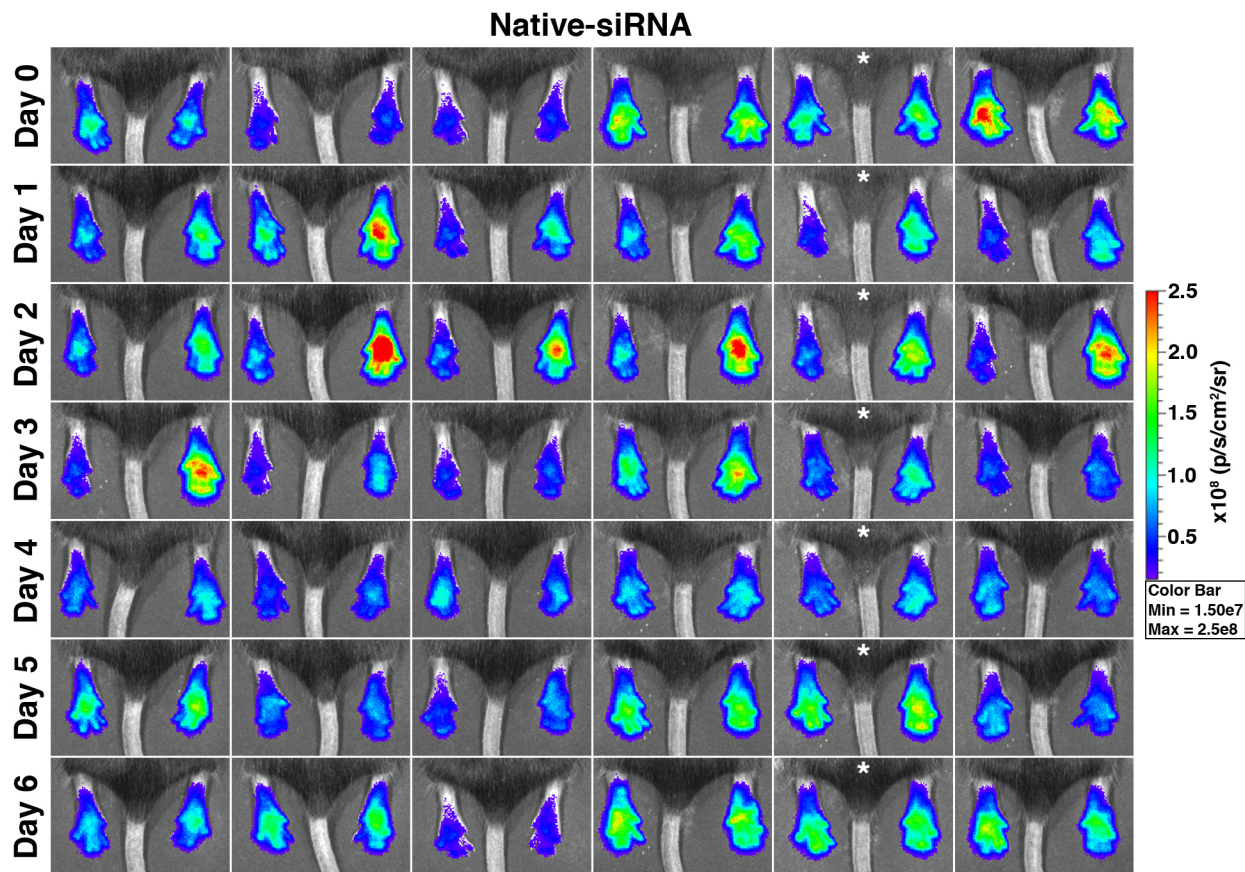 Native-siRNA
Day 0
*
Day 1
*
Day 2
*
Day 3
*
Day 4
*
Day 5
*
Day 6
*
2.5
2.0
1.5
1.0
0.5
x10⁸ (p/s/cm²/sr)
Color Bar
Min = 1.50e7
Max = 2.5e8